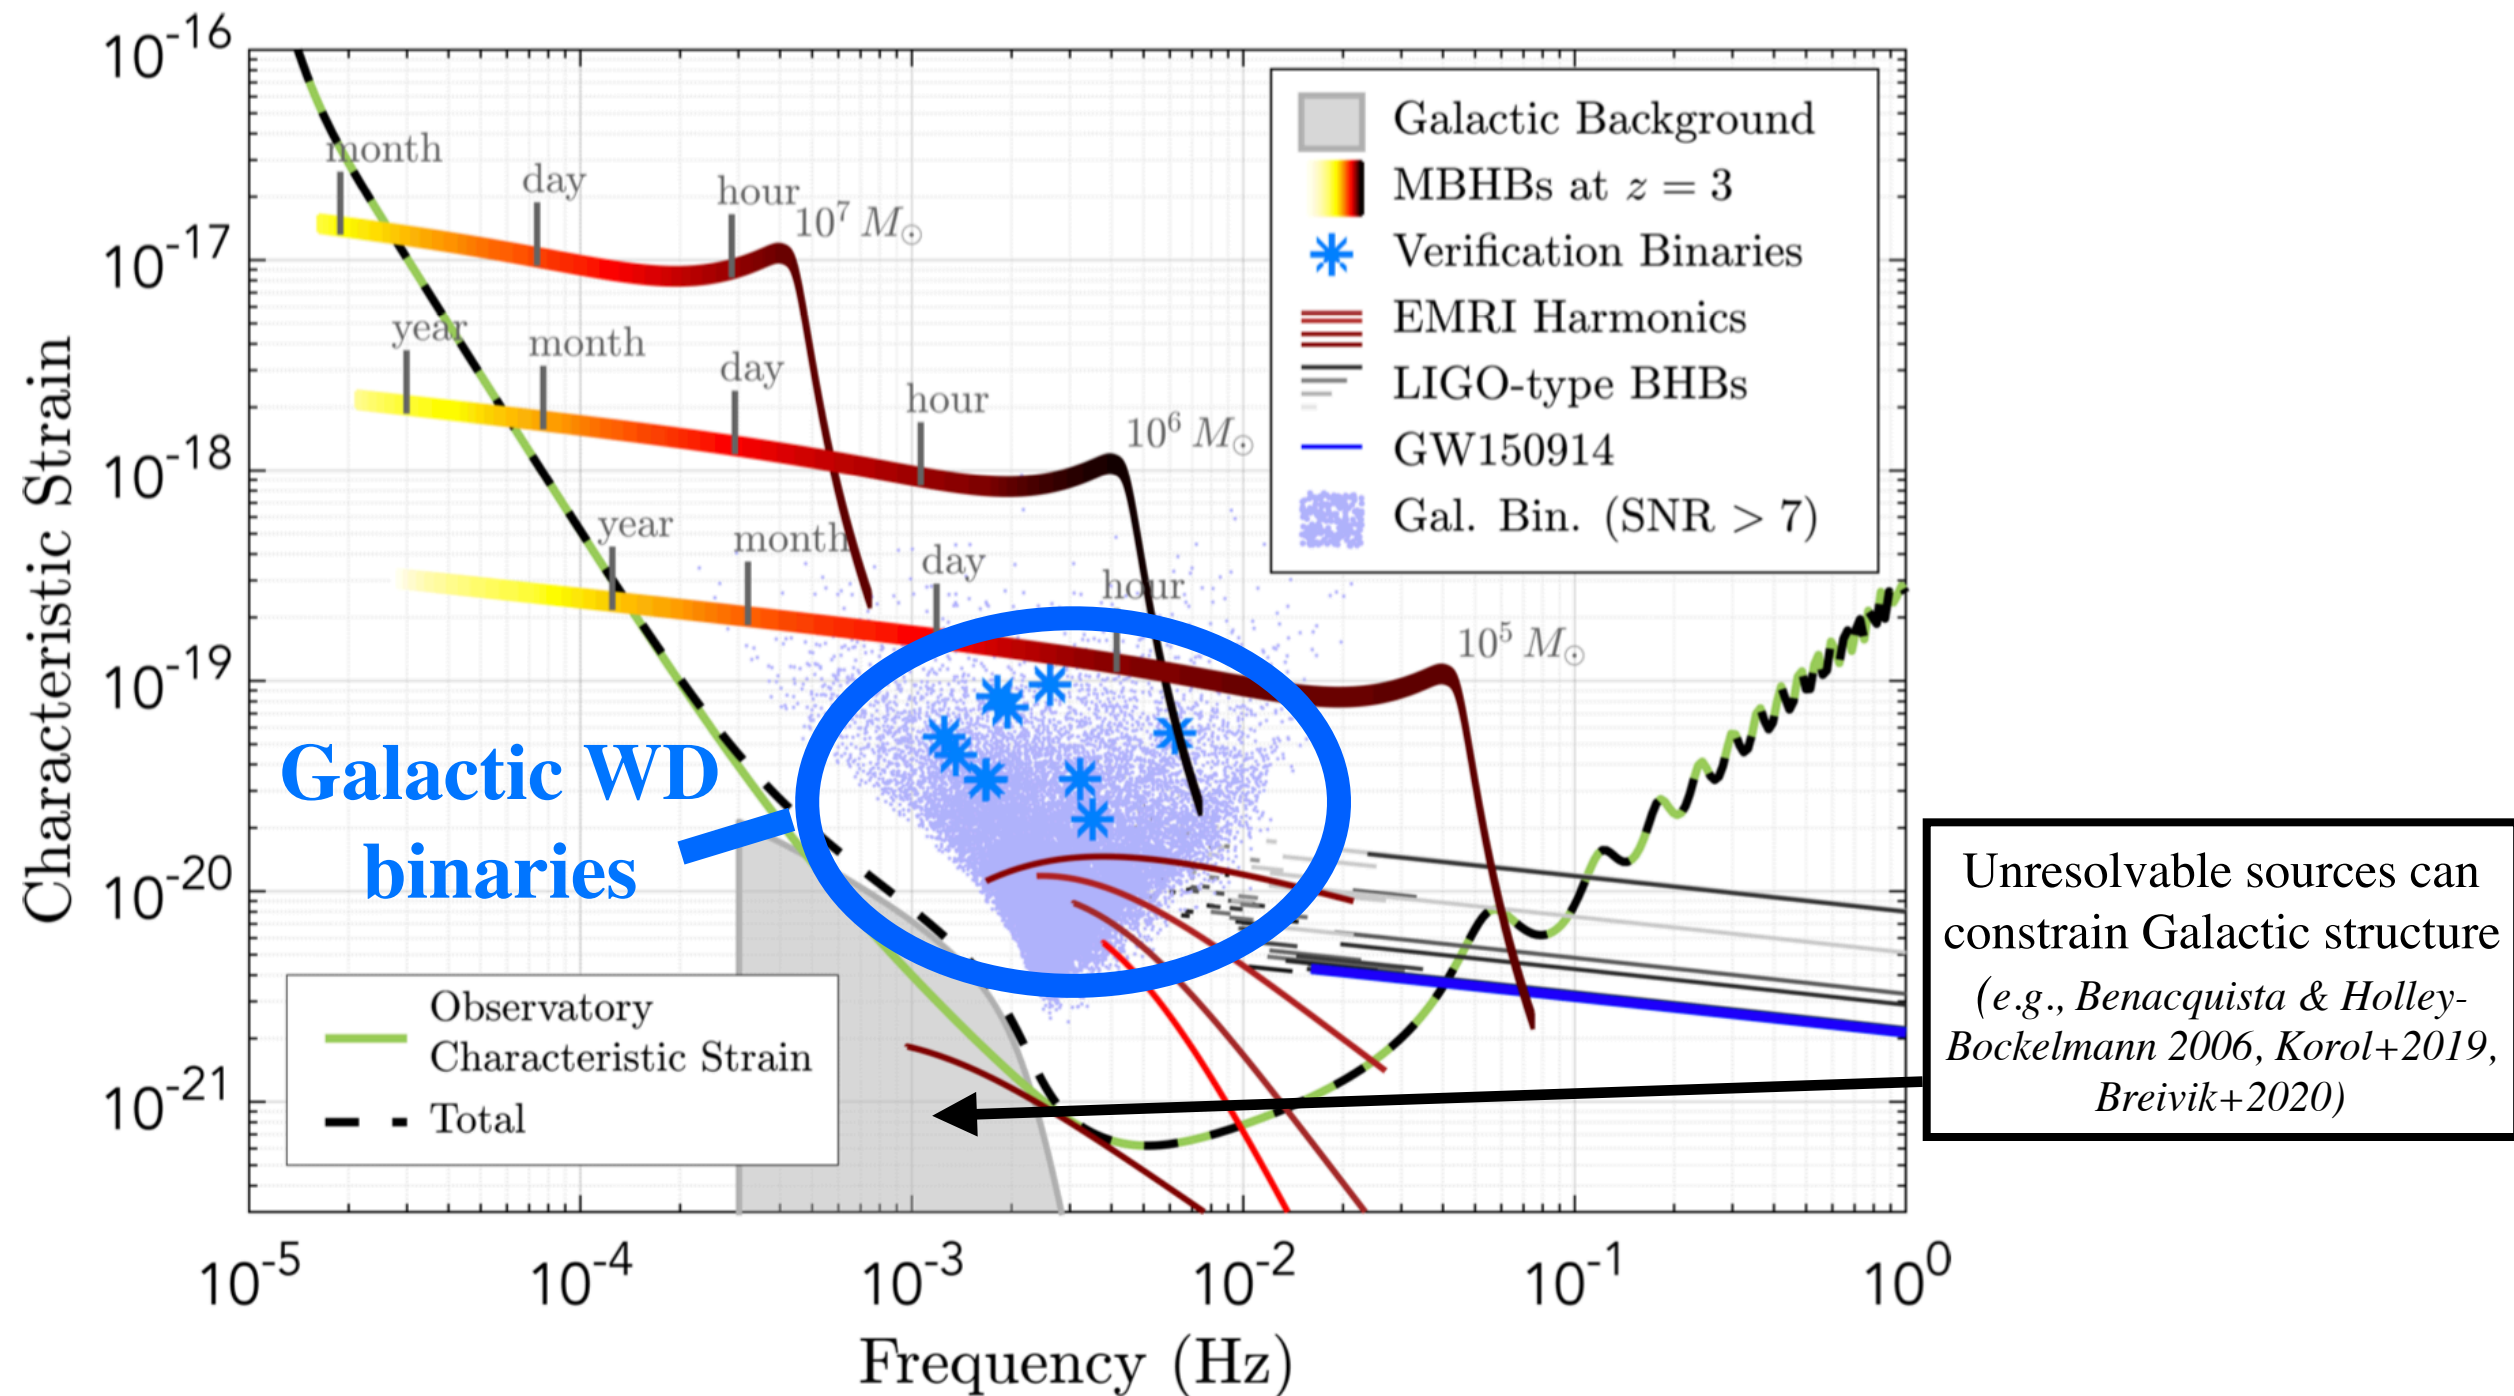 10^-16
10^-17
10^-18
10^-19
10^-20
10^-21
Characteristic Strain
month
day
hour
10^7 M_⊙
year
month
day
hour
10^6 M_⊙
year
month
day
hour
10^5 M_⊙
Galactic Background
MBHBs at z = 3
Verification Binaries
EMRI Harmonics
LIGO-type BHBs
GW150914
Gal. Bin. (SNR > 7)
Galactic WD
binaries
Observatory
Characteristic Strain
Total
Unresolvable sources can
constrain Galactic structure
(e.g., Benacquista & Holley-
Bockelmann 2006, Korol+2019,
Breivik+2020)
10^-5
10^-4
10^-3
10^-2
10^-1
10^0
Frequency (Hz)